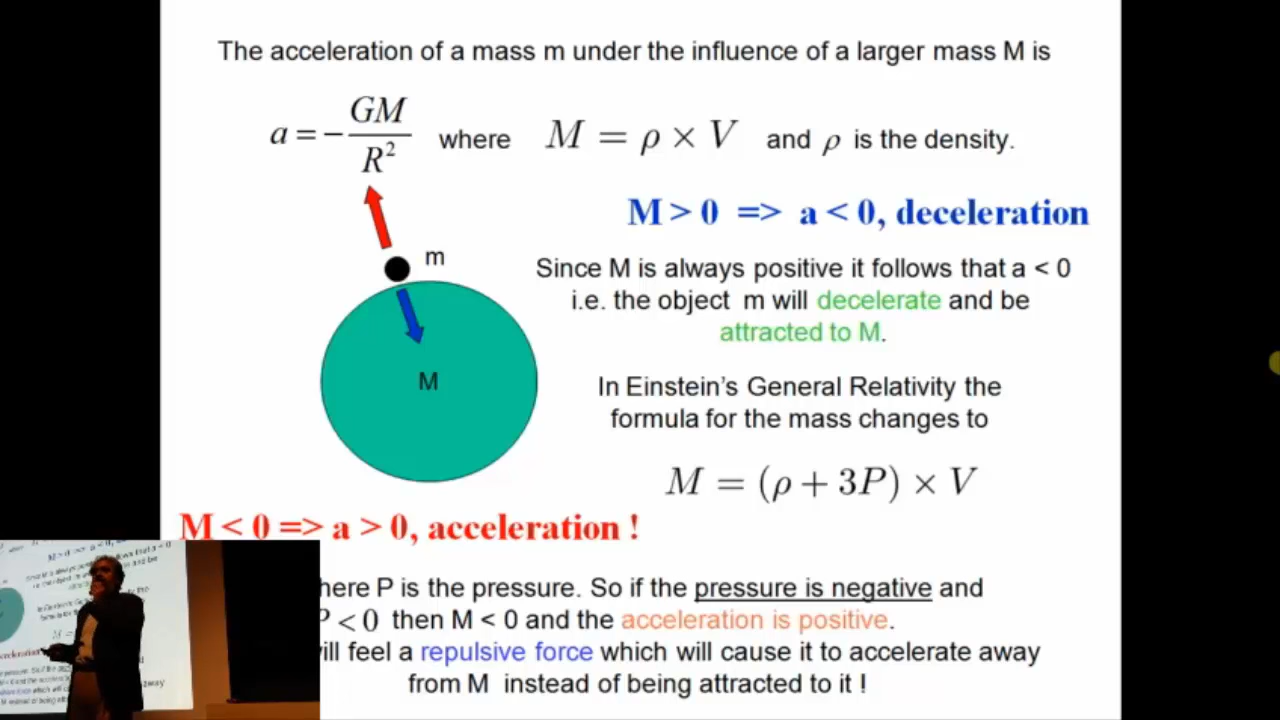 The acceleration of a mass m under the influence of a larger mass M is
a = − GM / R² where M = ρ × V and ρ is the density.
M > 0 => a < 0, deceleration
m
Since M is always positive it follows that a < 0
i.e. the object m will decelerate and be
attracted to M.
M
In Einstein's General Relativity the
formula for the mass changes to
M = (ρ + 3P) × V
M < 0 => a > 0, acceleration !
here P is the pressure. So if the pressure is negative and
P < 0 then M < 0 and the acceleration is positive.
ill feel a repulsive force which will cause it to accelerate away
from M instead of being attracted to it !